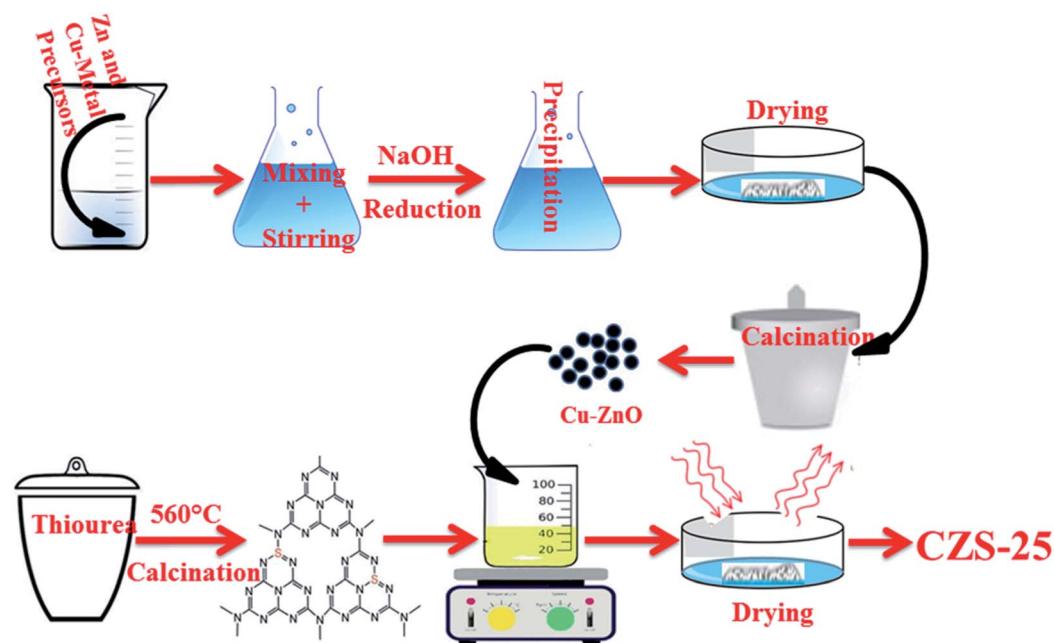 Zn and
Cu-Metal
Precursors
Mixing
+
Stirring
NaOH
Reduction
Precipitation
Drying
Calcination
Cu-ZnO
Thiourea
560°C
Calcination
N N N
N N N N
N N N
N N
S
N N N N
S
N N N N N N
N N N N N N
N N N
100
80
60
40
20
Drying
CZS-25